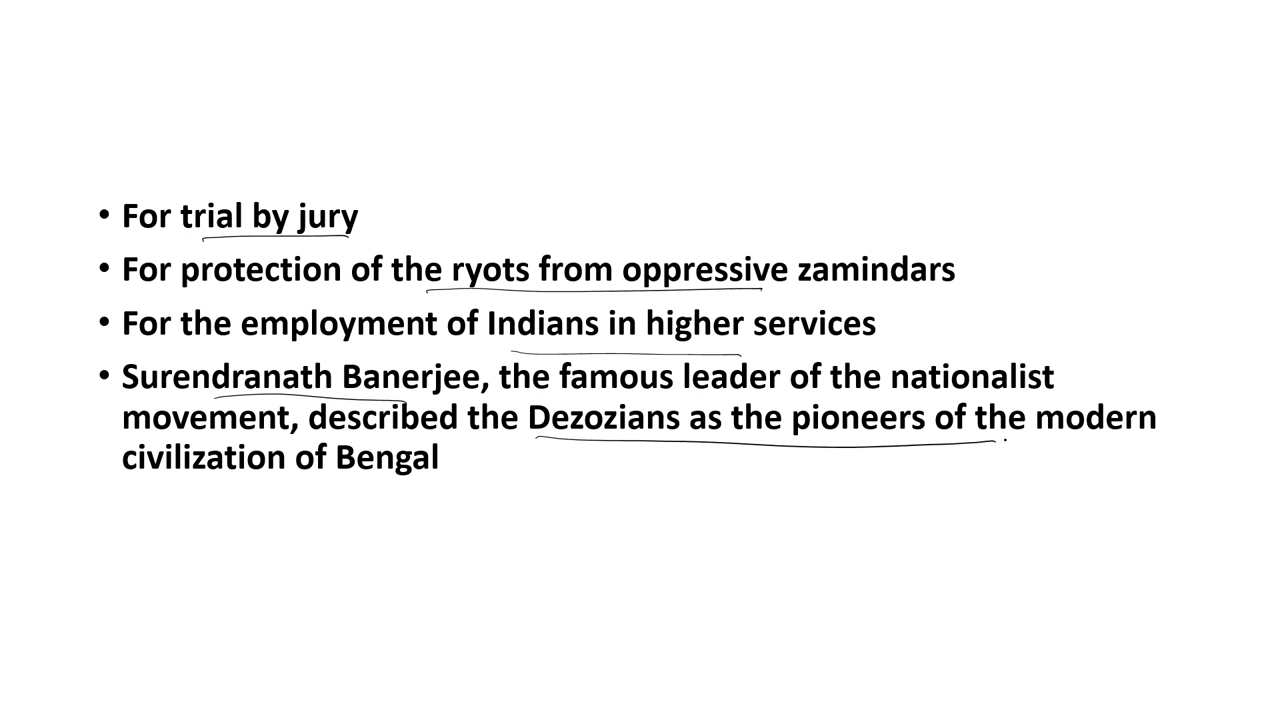 • For trial by jury
• For protection of the ryots from oppressive zamindars
• For the employment of Indians in higher services
• Surendranath Banerjee, the famous leader of the nationalist
movement, described the Dezozians as the pioneers of the modern
civilization of Bengal